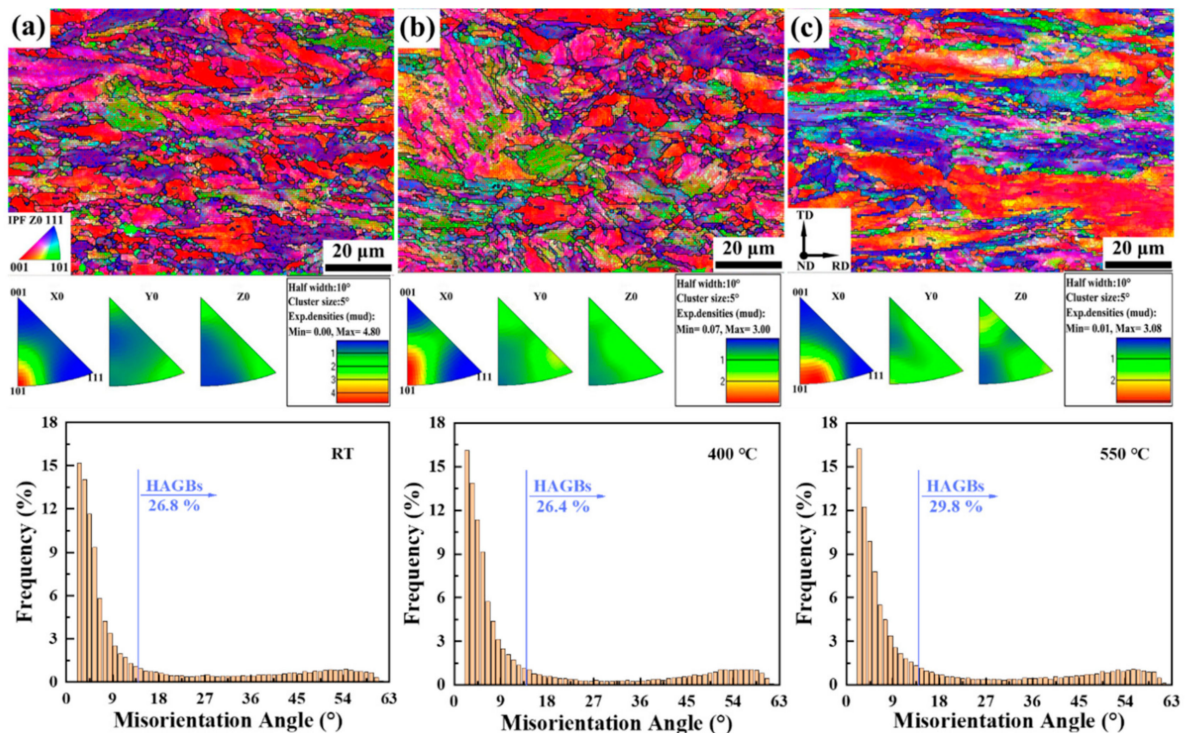 (a)
(b)
(c)
IPF Z0 111
001 101
20 µm
20 µm
TD
ND RD
20 µm
001 X0 Y0 Z0
111
101
Half width:10°
Cluster size:5°
Exp.densities (mud):
Min= 0.00, Max= 4.80
1
2
3
4
001 X0 Y0 Z0
111
101
Half width:10°
Cluster size:5°
Exp.densities (mud):
Min= 0.07, Max= 3.00
1
2
001 X0 Y0 Z0
111
101
Half width:10°
Cluster size:5°
Exp.densities (mud):
Min= 0.01, Max= 3.08
1
2
Frequency (%)
18
15
12
9
6
3
0
RT
HAGBs
26.8 %
0 9 18 27 36 45 54 63
Misorientation Angle (°)
Frequency (%)
18
15
12
9
6
3
0
400 °C
HAGBs
26.4 %
0 9 18 27 36 45 54 63
Misorientation Angle (°)
Frequency (%)
18
15
12
9
6
3
0
550 °C
HAGBs
29.8 %
0 9 18 27 36 45 54 63
Misorientation Angle (°)